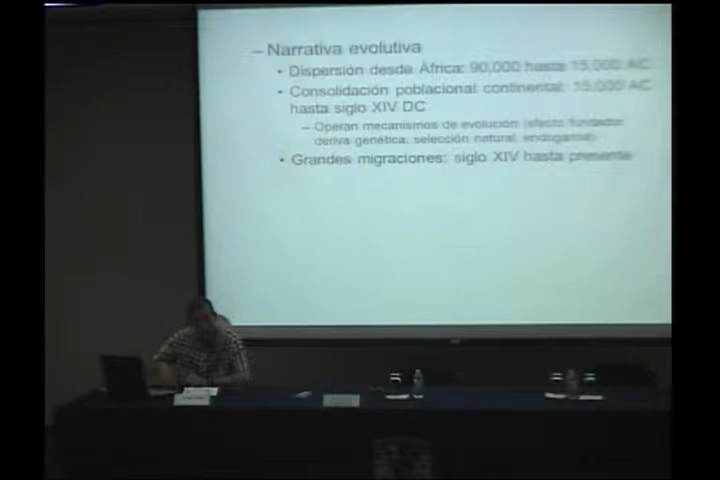 – Narrativa evolutiva
• Dispersión desde África: 90,000 hasta 15,000 AC
• Consolidación poblacional continental: 15,000 AC
hasta siglo XIV DC
– Operan mecanismos de evolución (efecto fundador,
deriva genética, selección natural, endogamia)
• Grandes migraciones: siglo XIV hasta presente